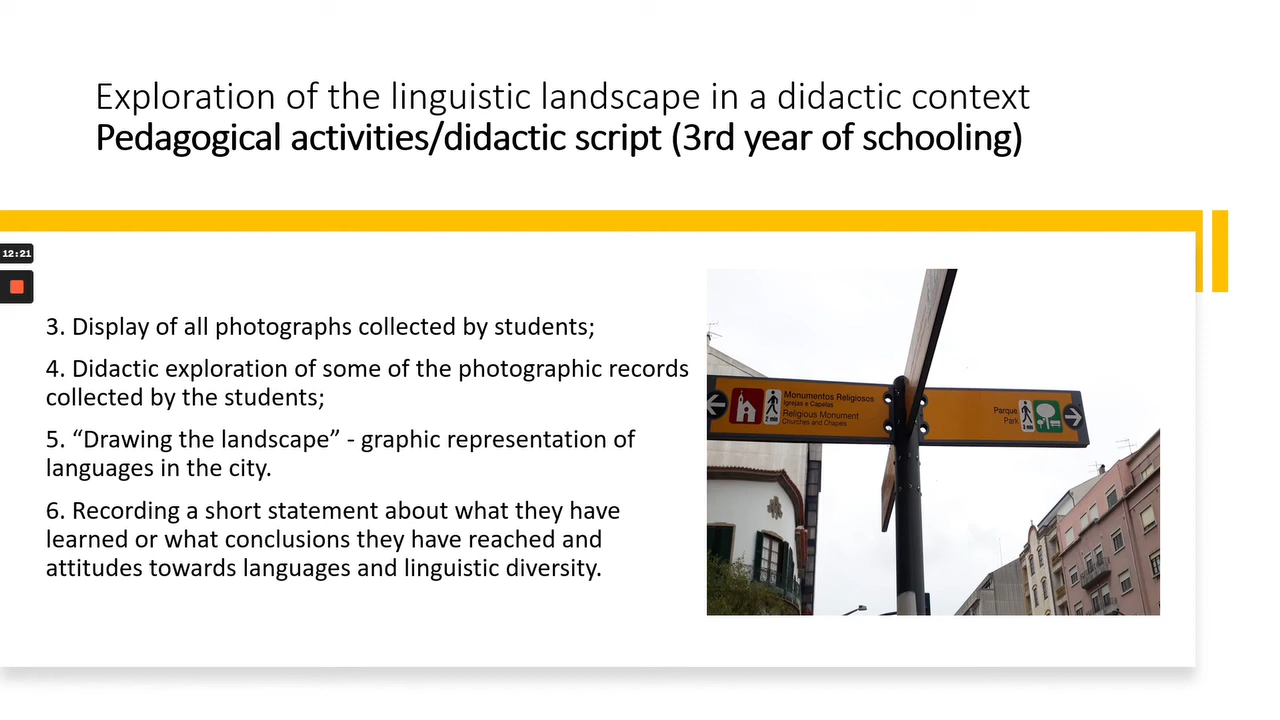 Exploration of the linguistic landscape in a didactic context
Pedagogical activities/didactic script (3rd year of schooling)
12:21
3. Display of all photographs collected by students;
4. Didactic exploration of some of the photographic records
collected by the students;
5. “Drawing the landscape” - graphic representation of
languages in the city.
6. Recording a short statement about what they have
learned or what conclusions they have reached and
attitudes towards languages and linguistic diversity.
2 min
Monumentos Religiosos
Igrejas e Capelas
Religious Monument
Churches and Chapels
Parque
Park
3 min